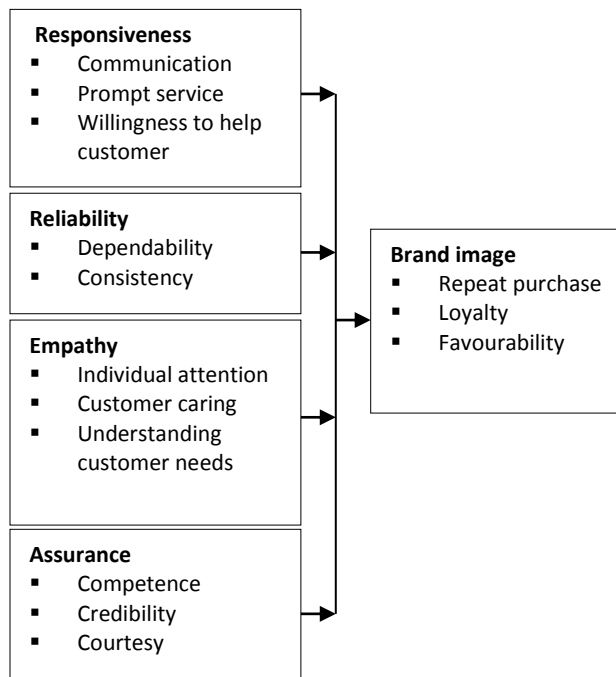 Responsiveness
▪ Communication
▪ Prompt service
▪ Willingness to help
customer
Reliability
▪ Dependability
▪ Consistency
Empathy
▪ Individual attention
▪ Customer caring
▪ Understanding
customer needs
Assurance
▪ Competence
▪ Credibility
▪ Courtesy
Brand image
▪ Repeat purchase
▪ Loyalty
▪ Favourability